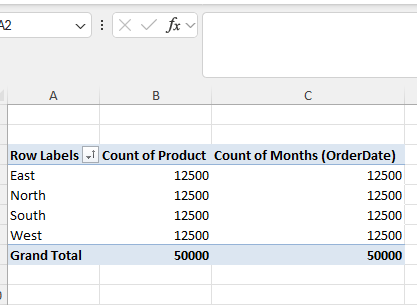 A2 fx
A B C
Row Labels Count of Product Count of Months (OrderDate)
East 12500 12500
North 12500 12500
South 12500 12500
West 12500 12500
Grand Total 50000 50000